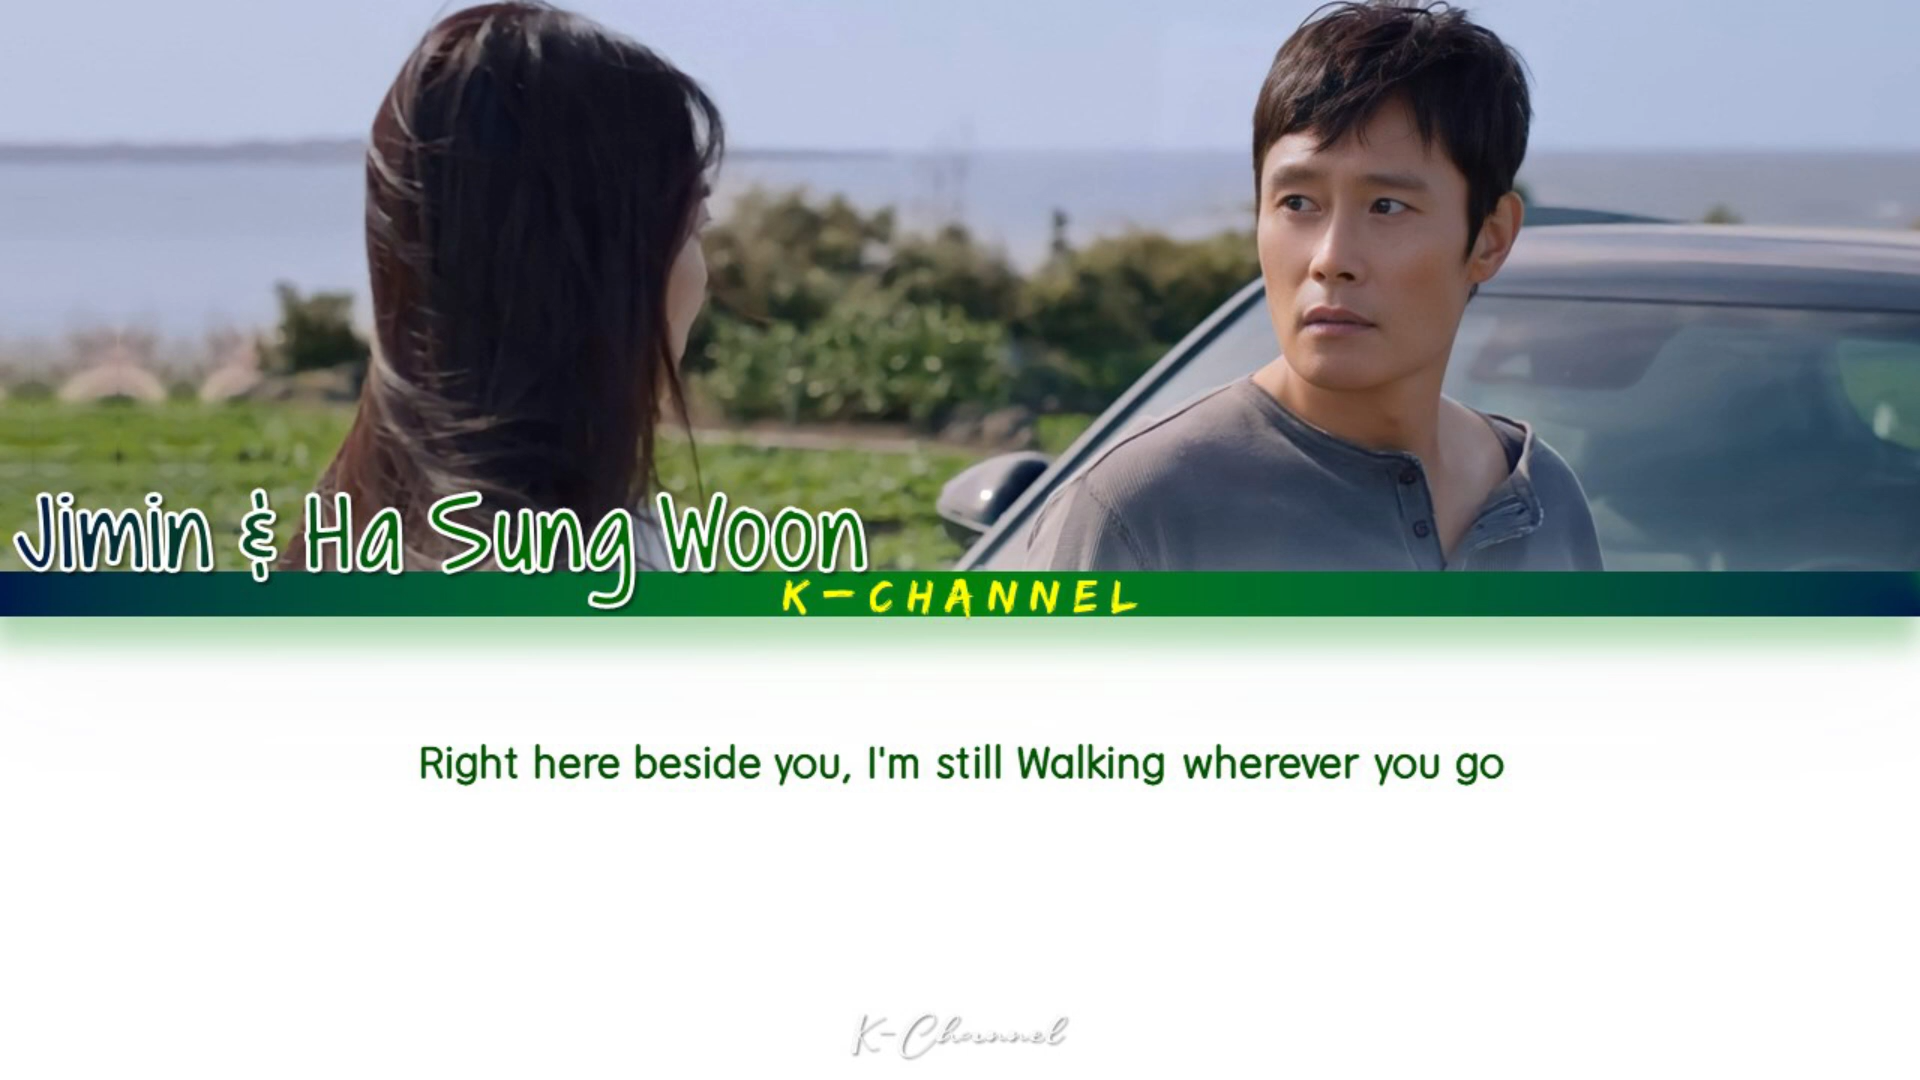 Jimin & Ha Sung Woon
K-CHANNEL
Right here beside you, I'm still Walking wherever you go
K-Channel